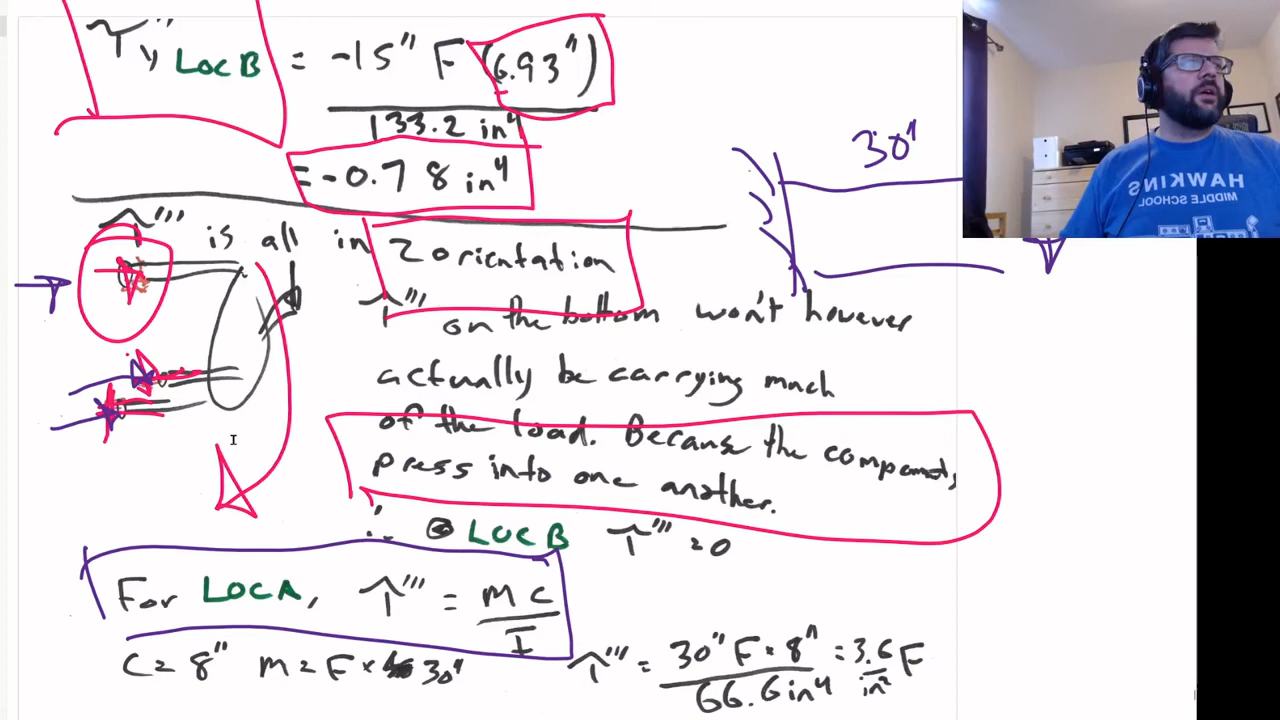 τ"y LOC B = -15" F (6.93")
133.2 in⁴
= -0.78 in⁴
30"
HAWKINS
MIDDLE SCHOOL
τ''' is all in Z orientation
τ''' on the bottom won't however
actually be carrying much
of the load. Because the components
press into one another.
∴ @ LOC B τ''' = 0
For LOC A, τ''' = MC
I
C = 8" M = F × 30" τ''' = 30" F × 8" = 3.6 F
66.6 in⁴ in²